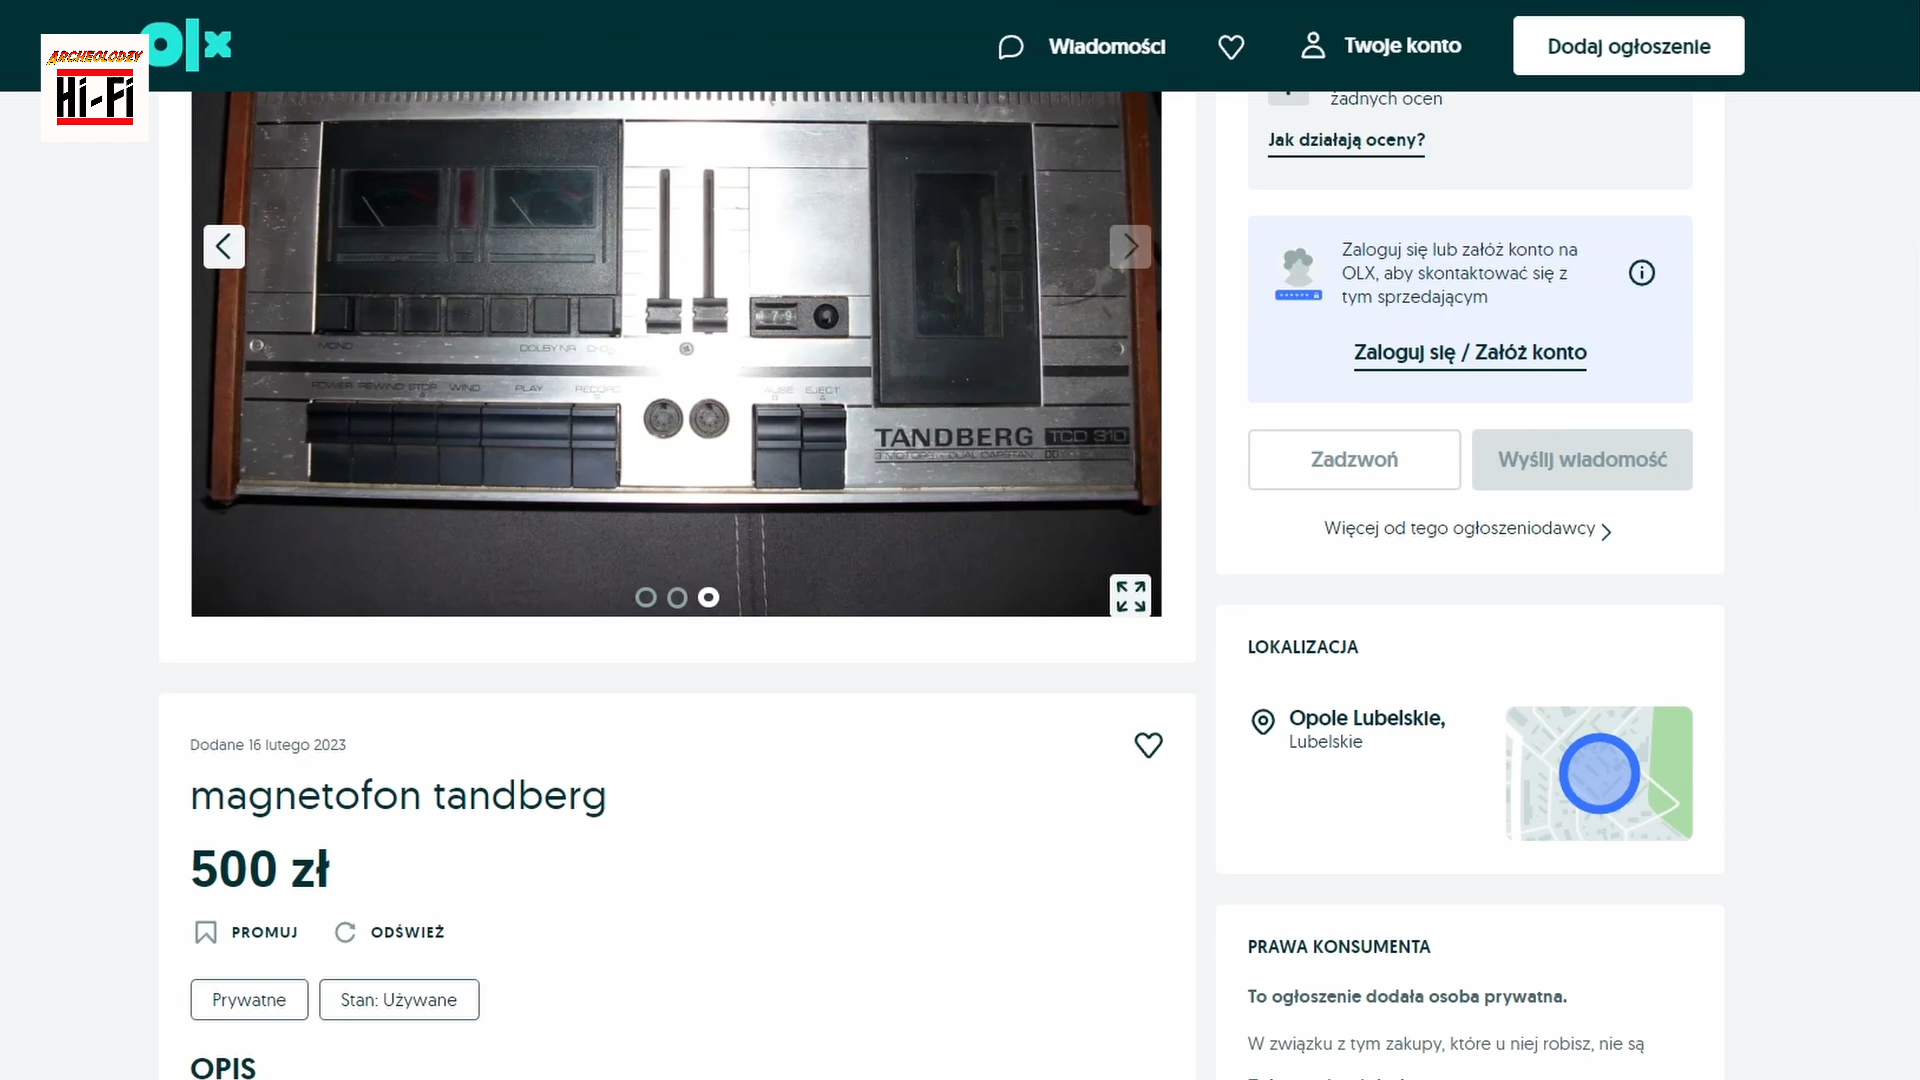 ARCHEOLODZY
Hi-Fi
olx
Wiadomości
Twoje konto
Dodaj ogłoszenie
żadnych ocen
Jak działają oceny?
Zaloguj się lub załóż konto na
OLX, aby skontaktować się z
tym sprzedającym
Zaloguj się / Załóż konto
Zadzwoń
Wyślij wiadomość
Więcej od tego ogłoszeniodawcy
MONO
DOLBY NR
POWER REWIND STOP WIND PLAY RECORD
EJECT
TANDBERG TCD 310
3 MOTORS - DUAL CAPSTAN
LOKALIZACJA
Opole Lubelskie,
Lubelskie
Dodane 16 lutego 2023
magnetofon tandberg
500 zł
PROMUJ
ODŚWIEŻ
Prywatne
Stan: Używane
OPIS
PRAWA KONSUMENTA
To ogłoszenie dodała osoba prywatna.
W związku z tym zakupy, które u niej robisz, nie są